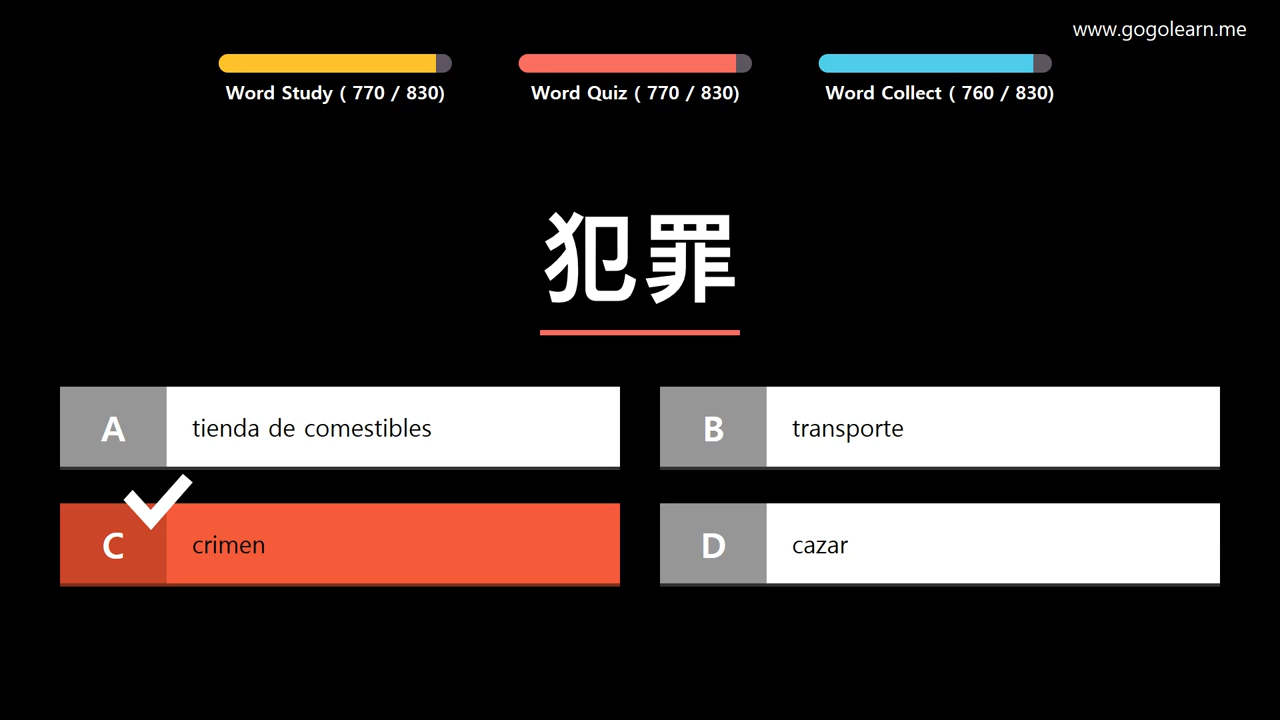 www.gogolearn.me
Word Study ( 770 / 830)
Word Quiz ( 770 / 830)
Word Collect ( 760 / 830)
犯罪
A tienda de comestibles
B transporte
C crimen
D cazar